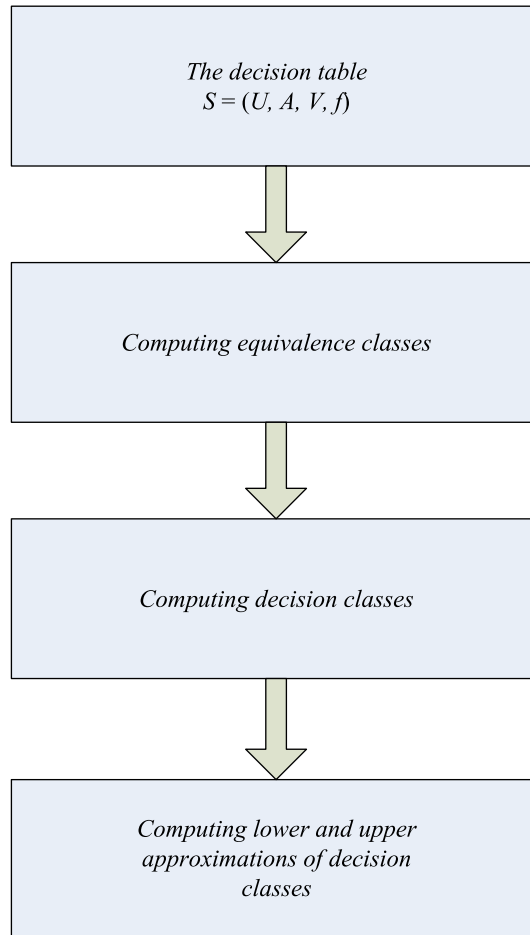 The decision table
S = (U, A, V, f)
Computing equivalence classes
Computing decision classes
Computing lower and upper
approximations of decision
classes